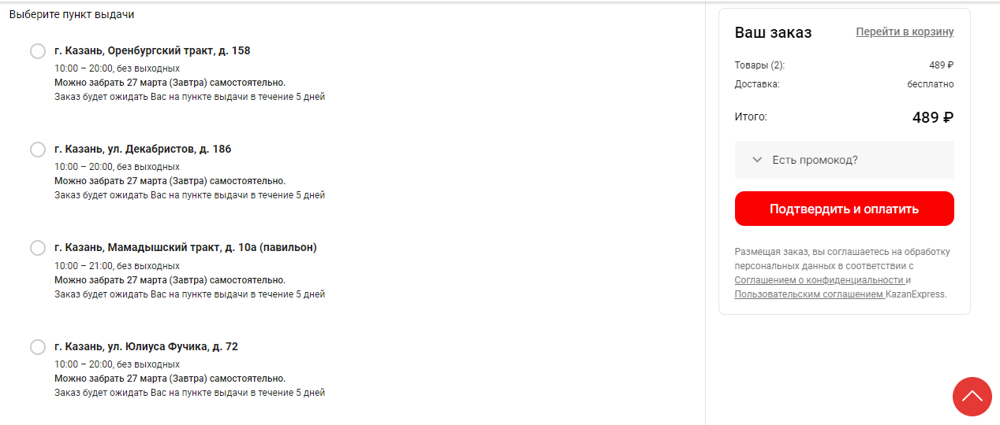 Выберите пункт выдачи
г. Казань, Оренбургский тракт, д. 158
10:00 – 20:00, без выходных
Можно забрать 27 марта (Завтра) самостоятельно.
Заказ будет ожидать Вас на пункте выдачи в течение 5 дней
г. Казань, ул. Декабристов, д. 186
10:00 – 20:00, без выходных
Можно забрать 27 марта (Завтра) самостоятельно.
Заказ будет ожидать Вас на пункте выдачи в течение 5 дней
г. Казань, Мамадышский тракт, д. 10а (павильон)
10:00 – 21:00, без выходных
Можно забрать 27 марта (Завтра) самостоятельно.
Заказ будет ожидать Вас на пункте выдачи в течение 5 дней
г. Казань, ул. Юлиуса Фучика, д. 72
10:00 – 20:00, без выходных
Можно забрать 27 марта (Завтра) самостоятельно.
Заказ будет ожидать Вас на пункте выдачи в течение 5 дней
Ваш заказ Перейти в корзину
Товары (2): 489 ₽
Доставка: бесплатно
Итого: 489 ₽
Есть промокод?
Подтвердить и оплатить
Размещая заказ, вы соглашаетесь на обработку
персональных данных в соответствии с
Соглашением о конфиденциальности и
Пользовательским соглашением KazanExpress.